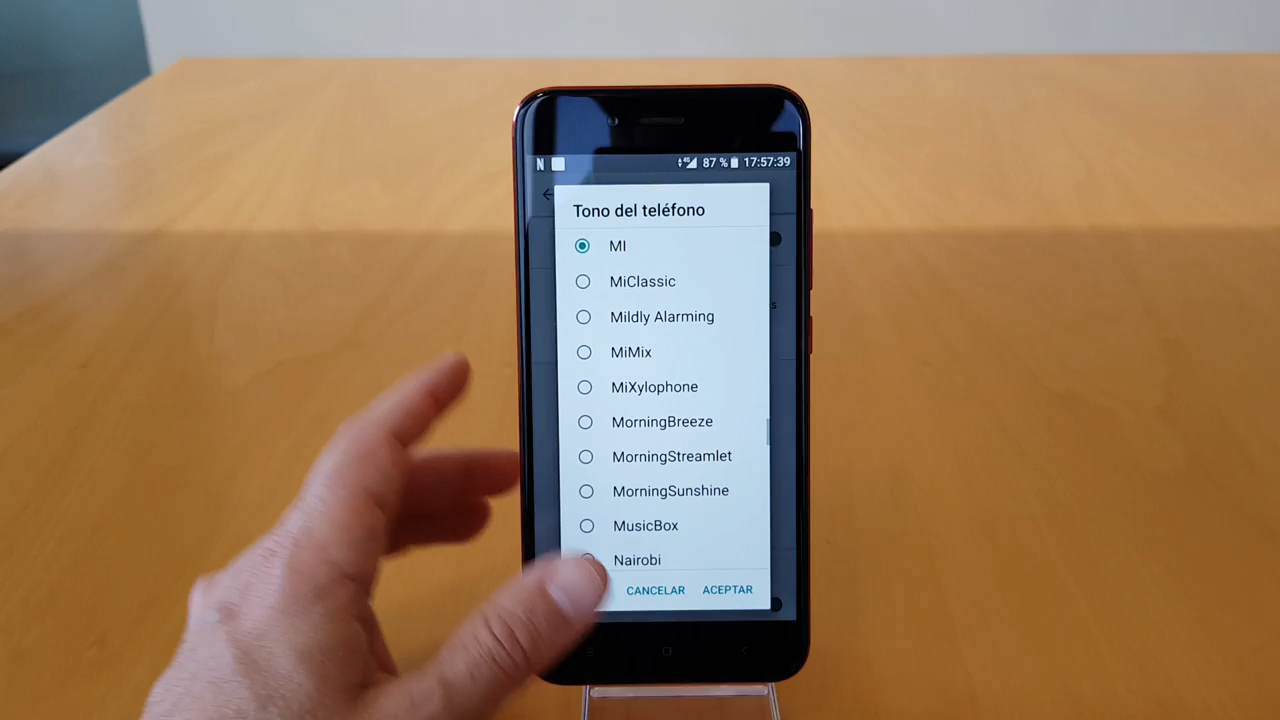 N 4G 87 % 17:57:39
Tono del teléfono
MI
MiClassic
Mildly Alarming
MiMix
MiXylophone
s
MorningBreeze
MorningStreamlet
MorningSunshine
MusicBox
Nairobi
CANCELAR ACEPTAR